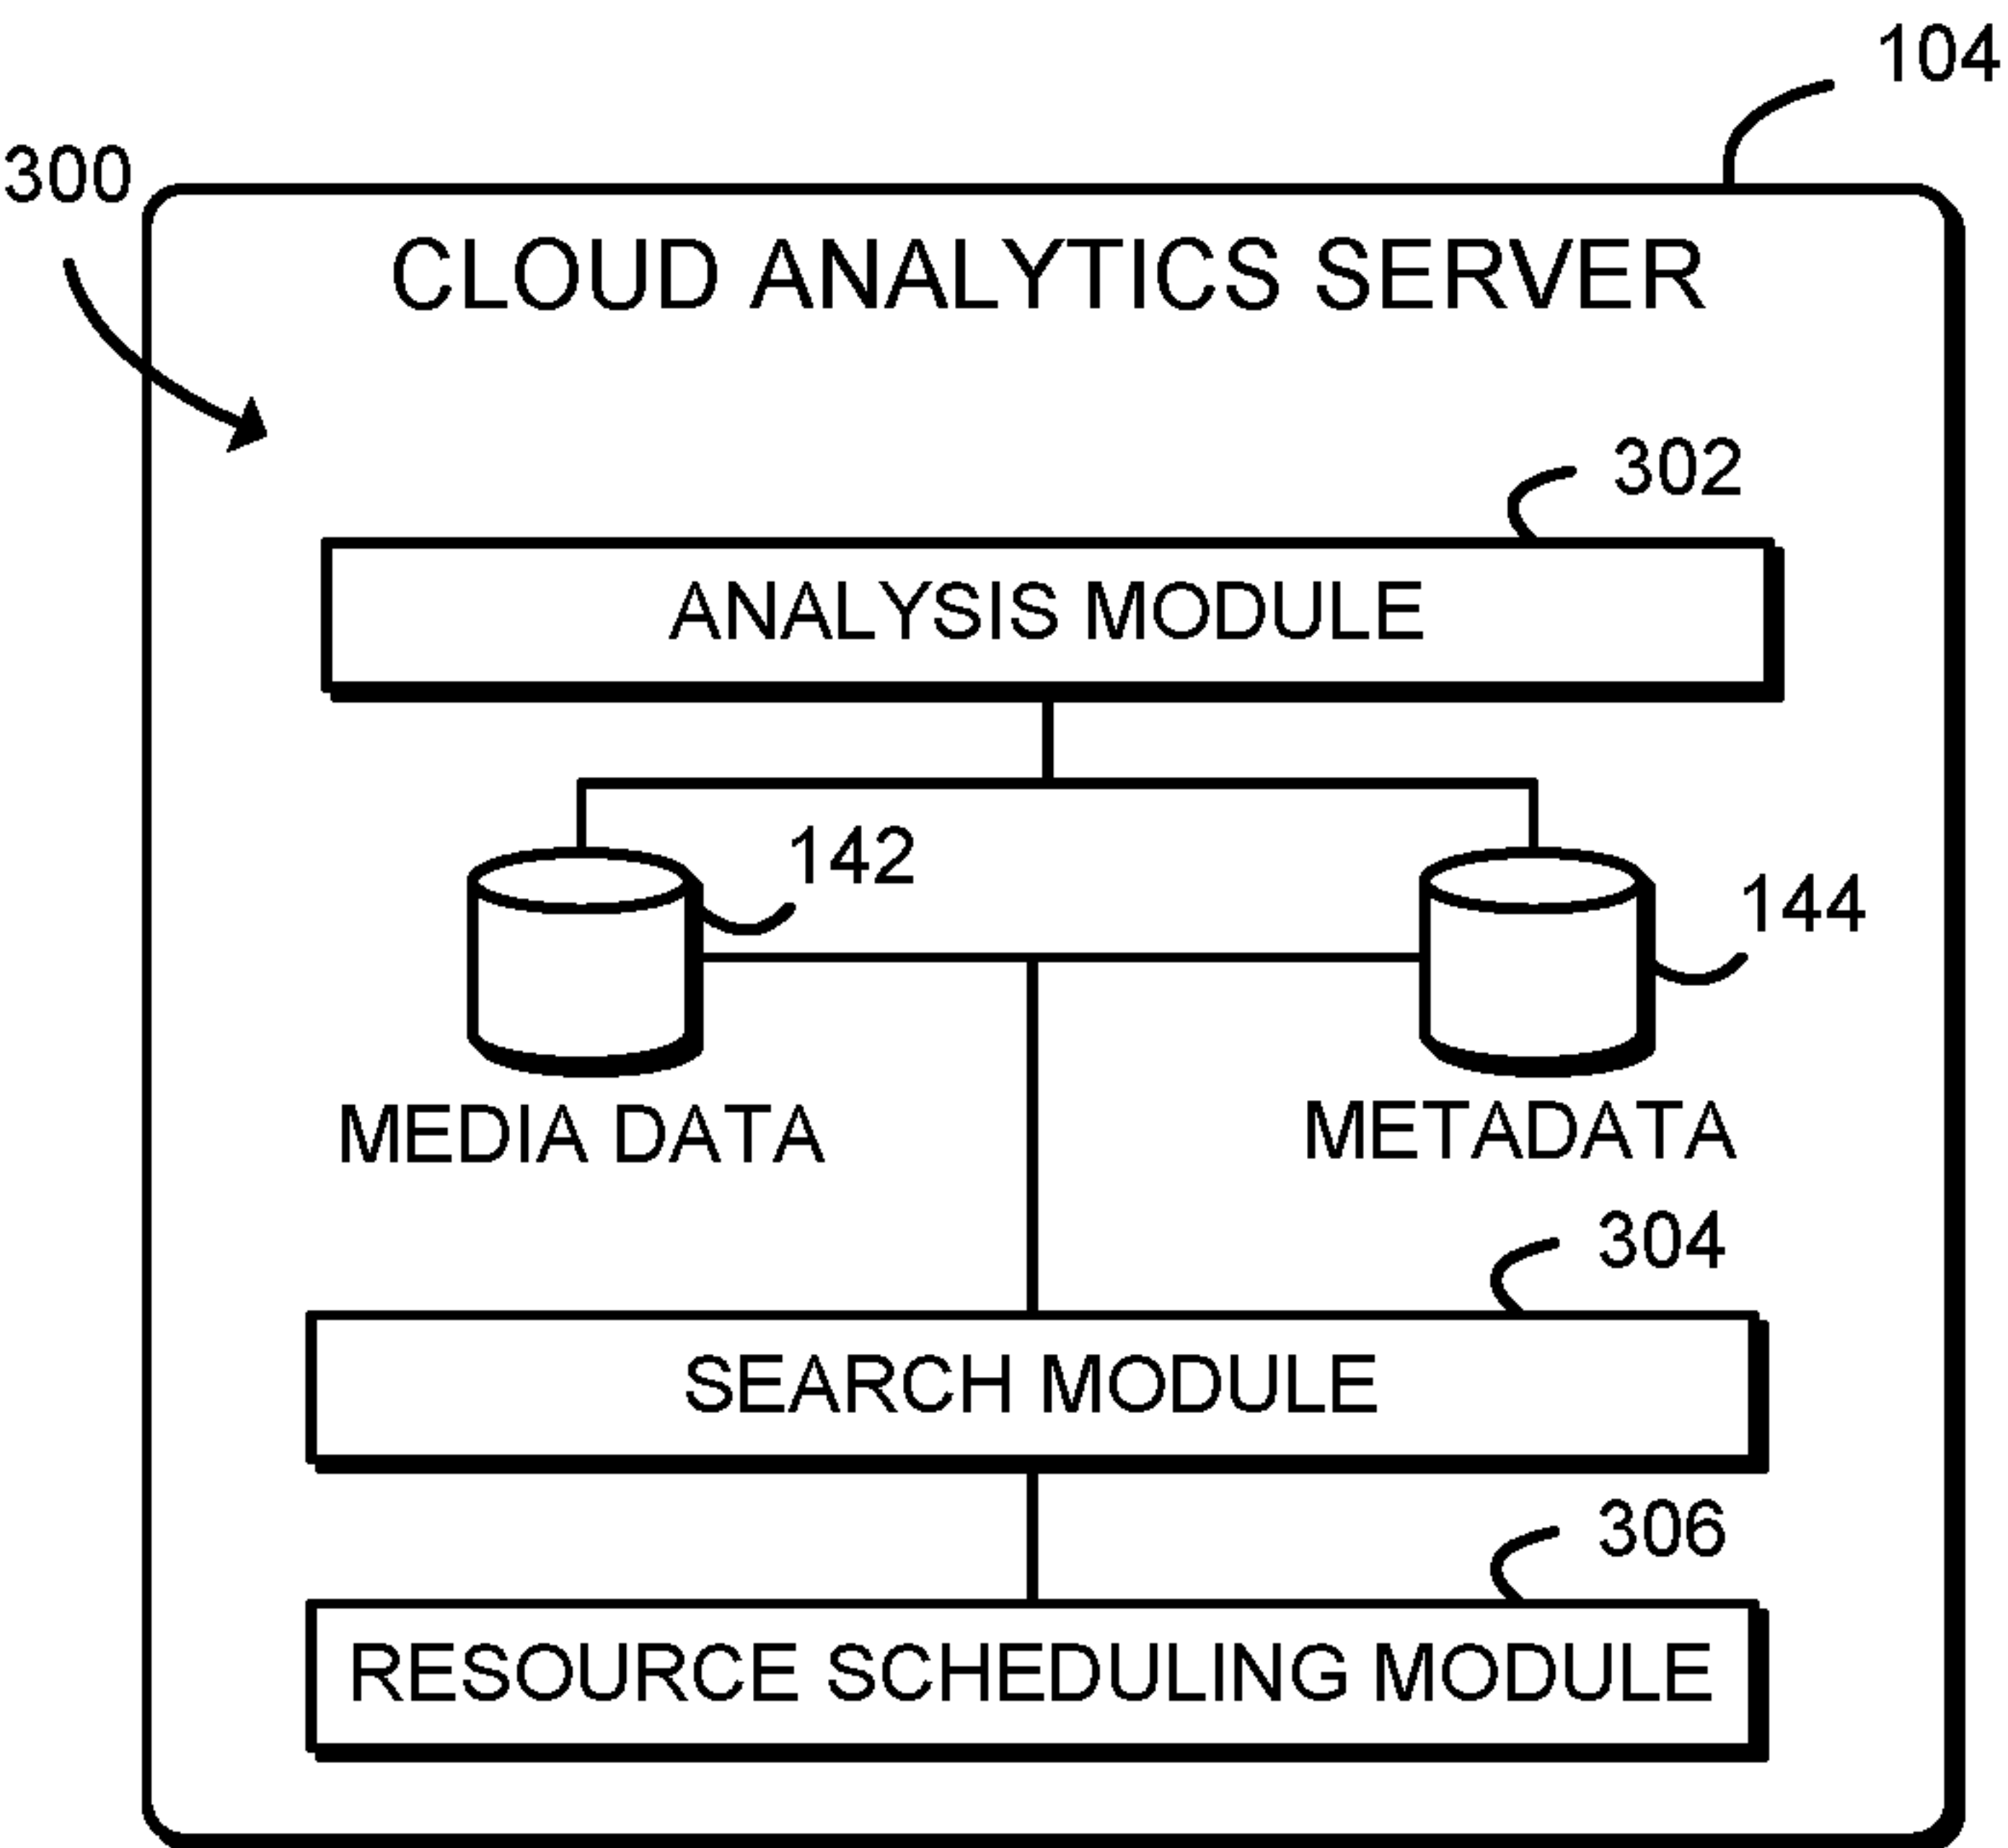 104
300
CLOUD ANALYTICS SERVER
302
ANALYSIS MODULE
142
144
MEDIA DATA
METADATA
304
SEARCH MODULE
306
RESOURCE SCHEDULING MODULE